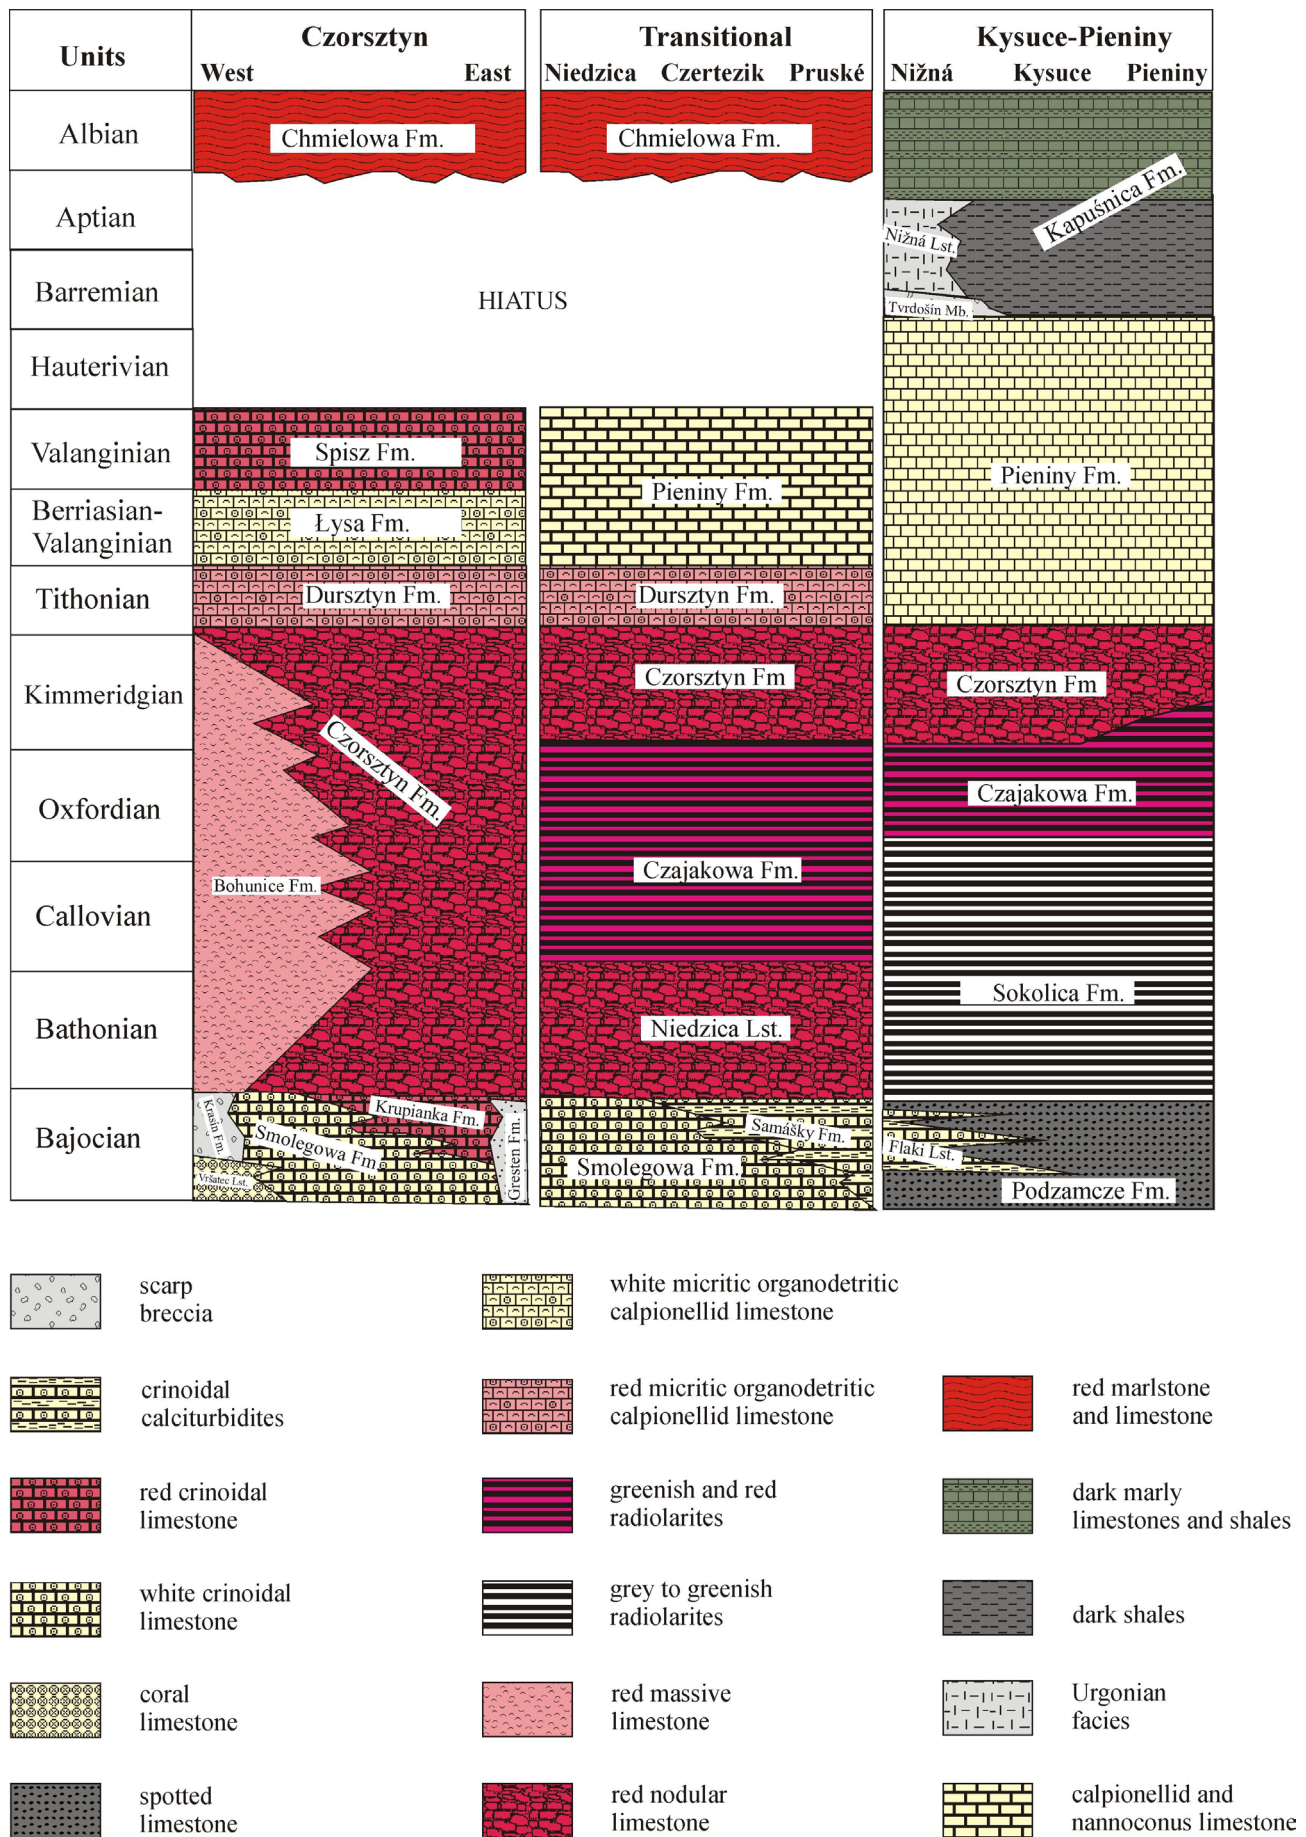 Units
Czorsztyn
West East
Transitional
Niedzica Czertezik Pruské
Kysuce-Pieniny
Nižná Kysuce Pieniny
Albian
Aptian
Barremian
Hauterivian
Valanginian
Berriasian-
Valanginian
Tithonian
Kimmeridgian
Oxfordian
Callovian
Bathonian
Bajocian
Chmielowa Fm.
Chmielowa Fm.
Kapuśnica Fm.
Nižná Lst.
Tvrdošín Mb.
HIATUS
Spisz Fm.
Łysa Fm.
Pieniny Fm.
Pieniny Fm.
Dursztyn Fm.
Dursztyn Fm.
Czorsztyn Fm.
Czorsztyn Fm
Czorsztyn Fm
Bohunice Fm.
Czajakowa Fm.
Czajakowa Fm.
Niedzica Lst.
Sokolica Fm.
Krasín Fm.
Vršatec Lst.
Smolegowa Fm.
Krupianka Fm.
Gresten Fm.
Smolegowa Fm.
Samášky Fm.
Flaki Lst.
Podzamcze Fm.
scarp
breccia
crinoidal
calciturbidites
red crinoidal
limestone
white crinoidal
limestone
coral
limestone
spotted
limestone
white micritic organodetritic
calpionellid limestone
red micritic organodetritic
calpionellid limestone
greenish and red
radiolarites
grey to greenish
radiolarites
red massive
limestone
red nodular
limestone
red marlstone
and limestone
dark marly
limestones and shales
dark shales
Urgonian
facies
calpionellid and
nannoconus limestone